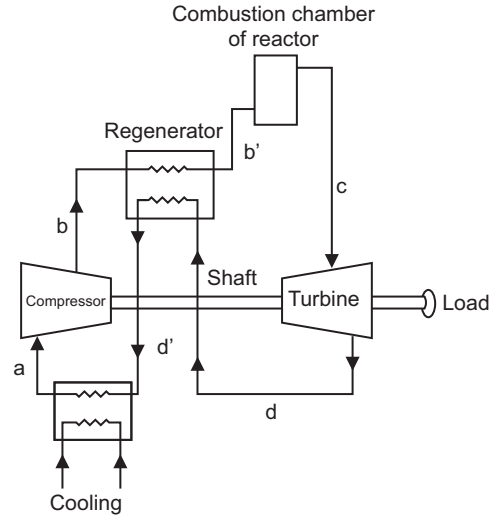 Combustion chamber
of reactor
Regenerator
b'
b
c
Shaft
Compressor
Turbine
Load
d'
a
d
Cooling